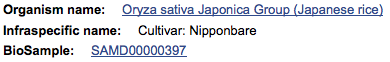 Organism name: Oryza sativa Japonica Group (Japanese rice)
Infraspecific name: Cultivar: Nipponbare
BioSample: SAMD00000397